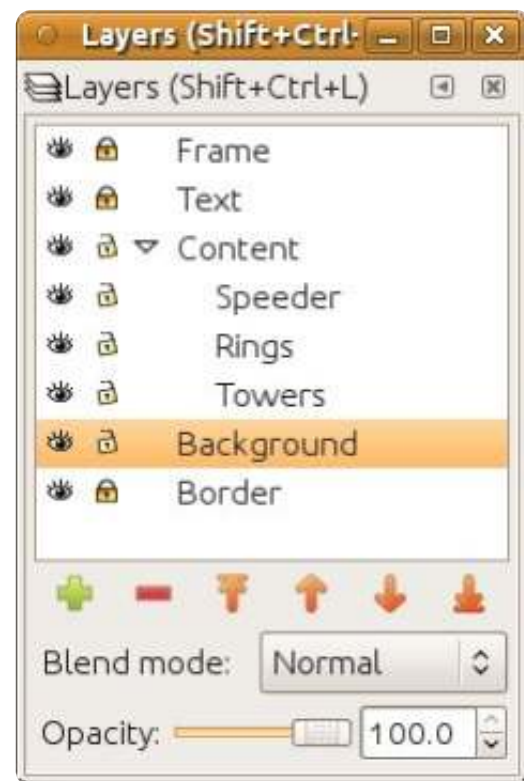 Layers (Shift+Ctrl-
Layers (Shift+Ctrl+L)
Frame
Text
Content
Speeder
Rings
Towers
Background
Border
Blend mode: Normal
Opacity: 100.0